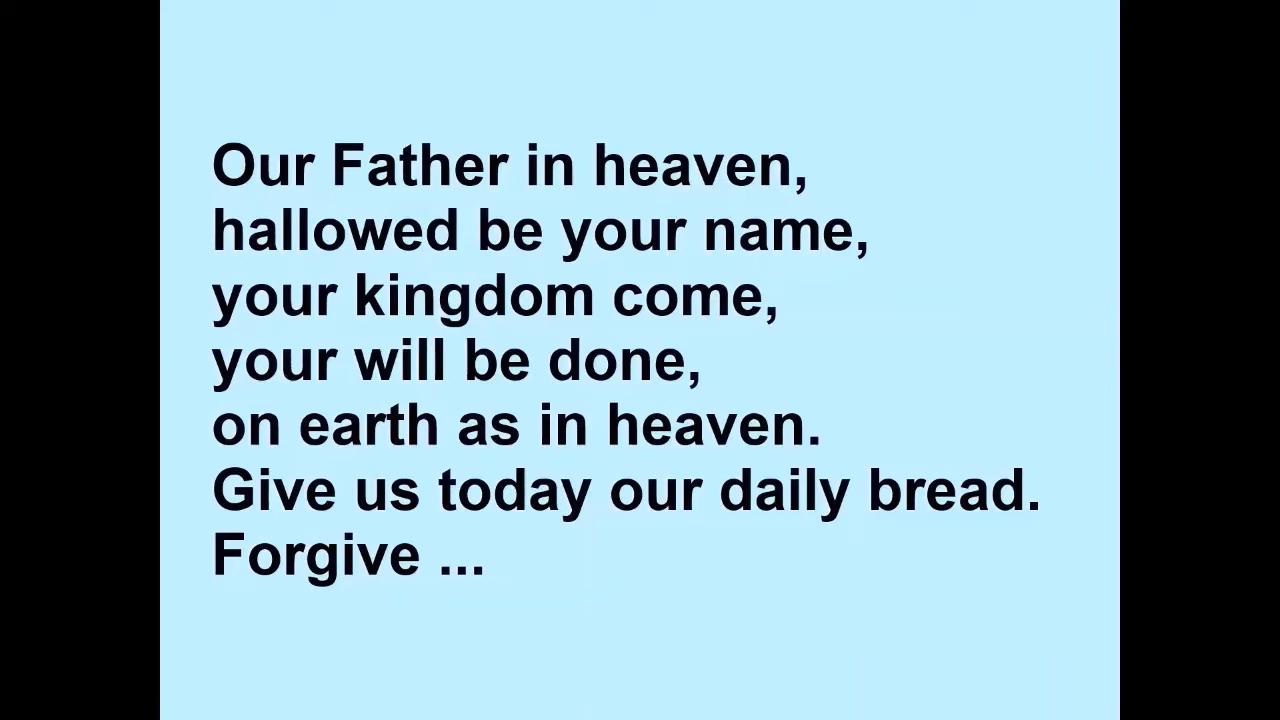 Our Father in heaven,
hallowed be your name,
your kingdom come,
your will be done,
on earth as in heaven.
Give us today our daily bread.
Forgive ...